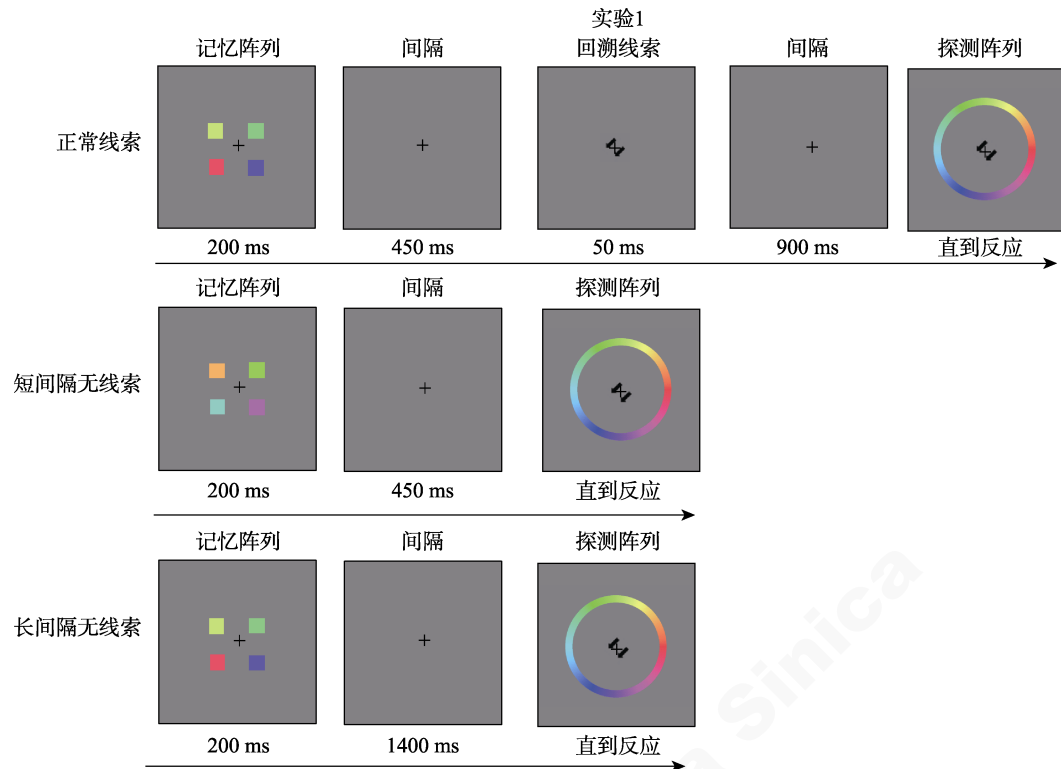 实验1
记忆阵列 间隔 回溯线索 间隔 探测阵列
正常线索
200 ms 450 ms 50 ms 900 ms 直到反应
记忆阵列 间隔 探测阵列
短间隔无线索
200 ms 450 ms 直到反应
记忆阵列 间隔 探测阵列
长间隔无线索
200 ms 1400 ms 直到反应
Sinica